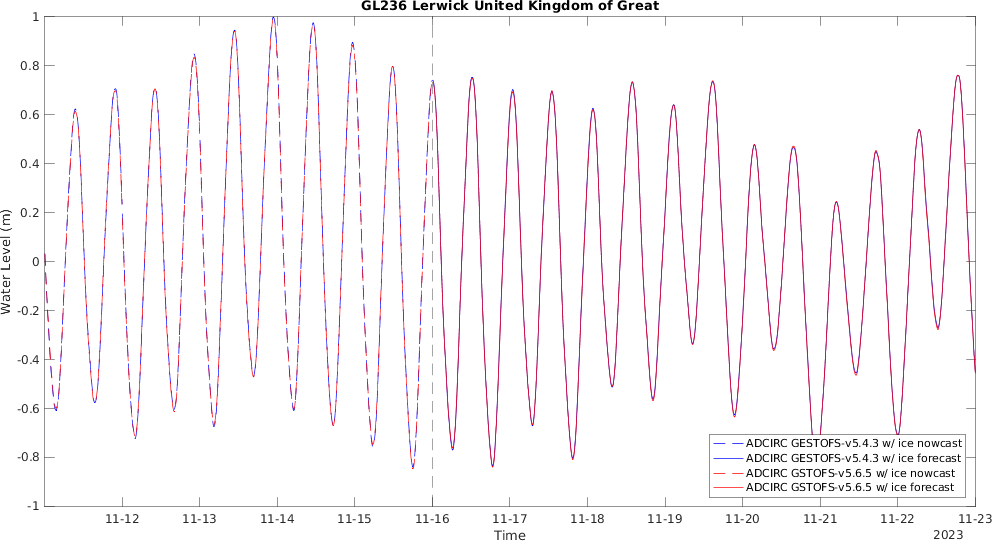 GL236 Lerwick United Kingdom of Great
1
0.8
0.6
0.4
0.2
0
-0.2
-0.4
-0.6
-0.8
-1
Water Level (m)
ADCIRC GESTOFS-v5.4.3 w/ ice nowcast
ADCIRC GESTOFS-v5.4.3 w/ ice forecast
ADCIRC GSTOFS-v5.6.5 w/ ice nowcast
ADCIRC GSTOFS-v5.6.5 w/ ice forecast
11-12 11-13 11-14 11-15 11-16 11-17 11-18 11-19 11-20 11-21 11-22 11-23
Time
2023